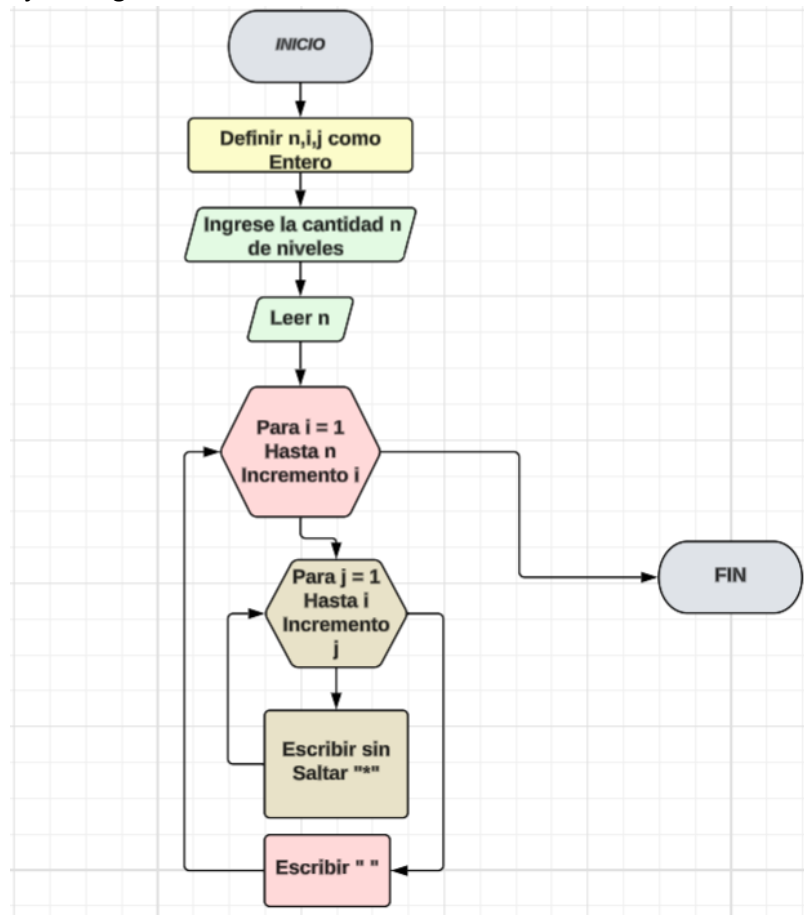 INICIO
Definir n,i,j como
Entero
Ingrese la cantidad n
de niveles
Leer n
Para i = 1
Hasta n
Incremento i
Para j = 1
Hasta i
Incremento
j
FIN
Escribir sin
Saltar "*"
Escribir " "